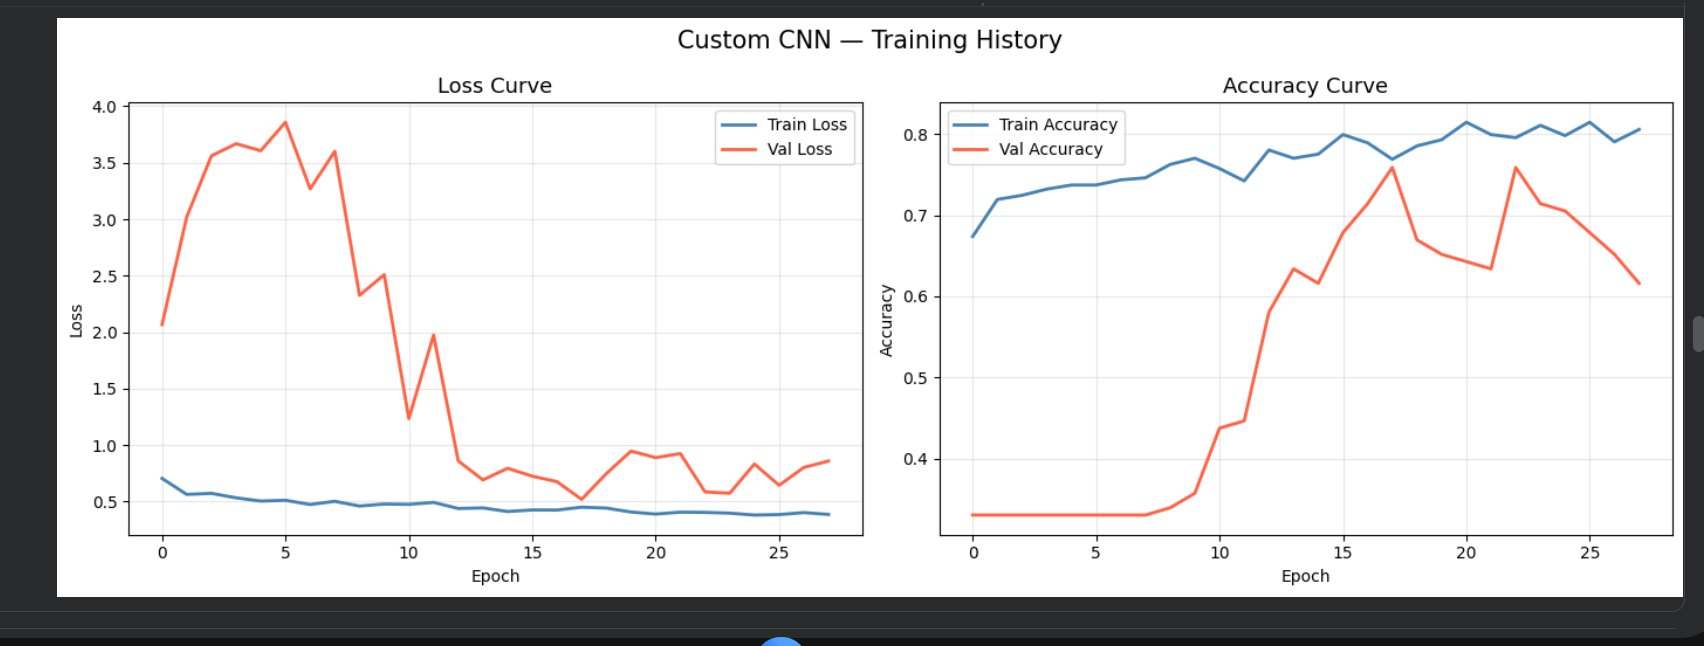 Custom CNN — Training History
Loss Curve
4.0
3.5
3.0
2.5
2.0
1.5
1.0
0.5
Loss
Train Loss
Val Loss
0 5 10 15 20 25
Epoch
Accuracy Curve
0.8
0.7
0.6
0.5
0.4
Accuracy
Train Accuracy
Val Accuracy
0 5 10 15 20 25
Epoch